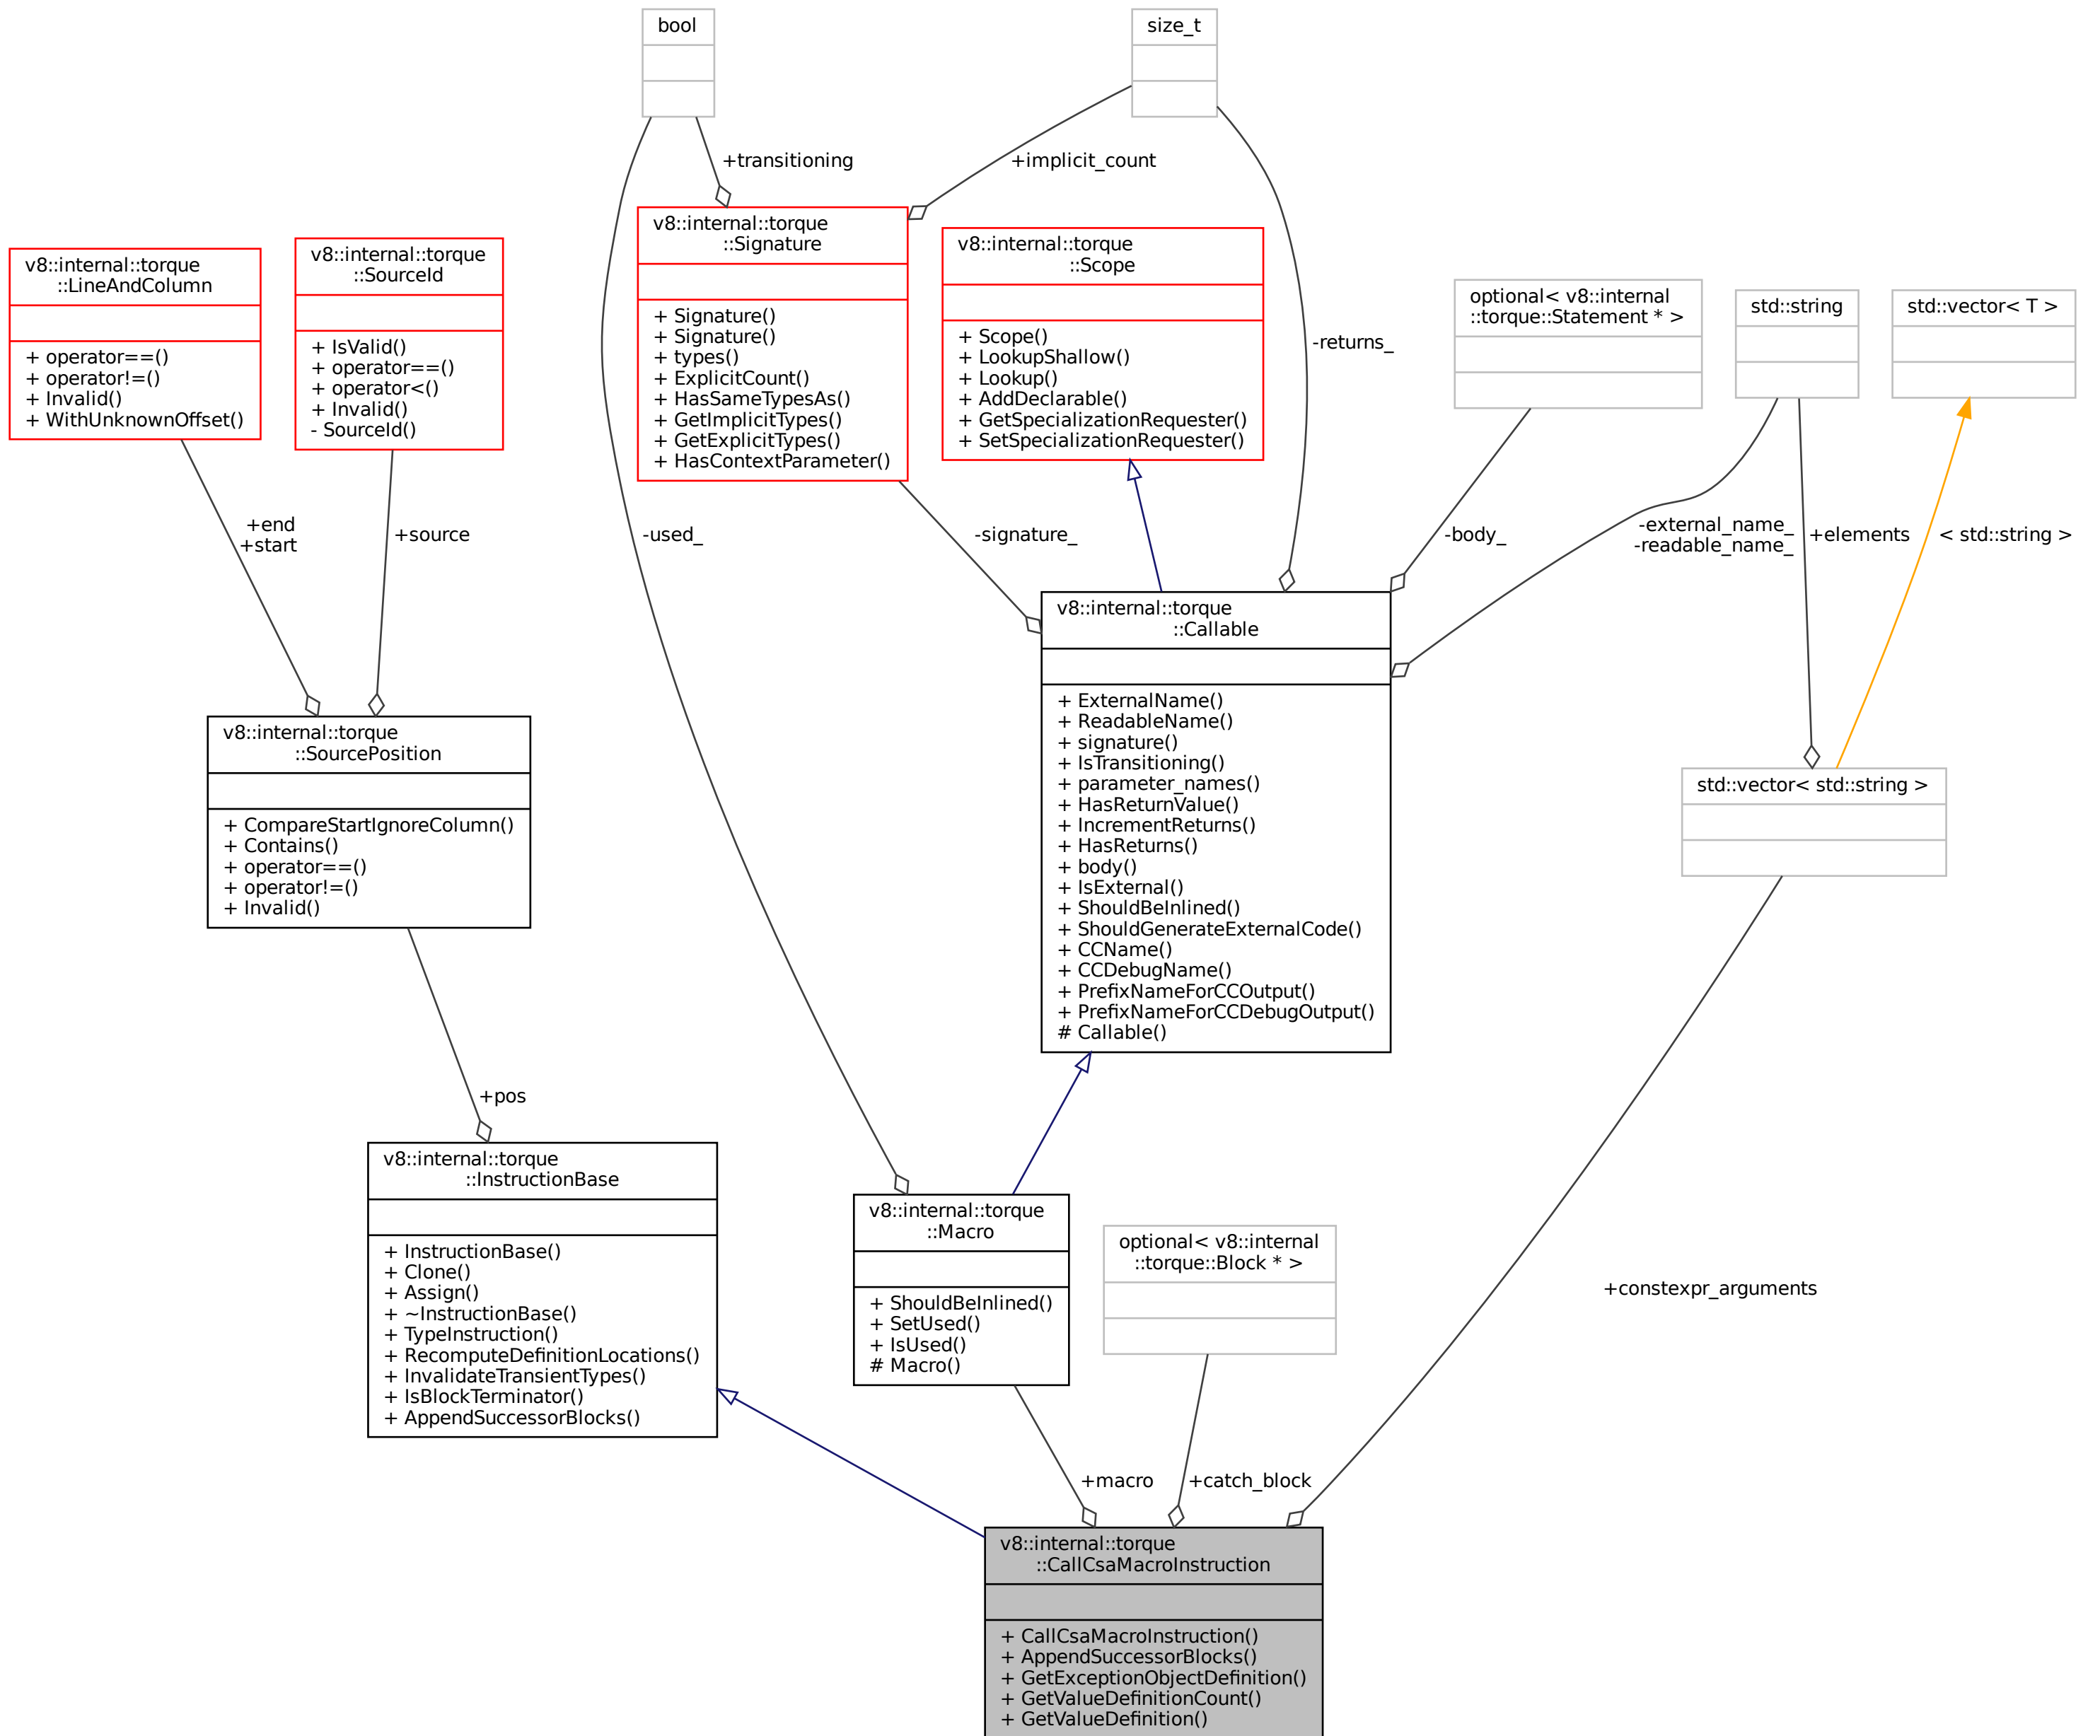 bool
size_t
+transitioning
+implicit_count
v8::internal::torque
::Signature
+ Signature()
+ Signature()
+ types()
+ ExplicitCount()
+ HasSameTypesAs()
+ GetImplicitTypes()
+ GetExplicitTypes()
+ HasContextParameter()
v8::internal::torque
::Scope
+ Scope()
+ LookupShallow()
+ Lookup()
+ AddDeclarable()
+ GetSpecializationRequester()
+ SetSpecializationRequester()
v8::internal::torque
::LineAndColumn
+ operator==()
+ operator!=()
+ Invalid()
+ WithUnknownOffset()
v8::internal::torque
::SourceId
+ IsValid()
+ operator==()
+ operator<()
+ Invalid()
- SourceId()
-returns_
optional< v8::internal
::torque::Statement * >
std::string
std::vector< T >
+end
+start
+source
-used_
-signature_
-body_
-external_name_
-readable_name_
+elements
< std::string >
v8::internal::torque
::Callable
+ ExternalName()
+ ReadableName()
+ signature()
+ IsTransitioning()
+ parameter_names()
+ HasReturnValue()
+ IncrementReturns()
+ HasReturns()
+ body()
+ IsExternal()
+ ShouldBeInlined()
+ ShouldGenerateExternalCode()
+ CCName()
+ CCDebugName()
+ PrefixNameForCCOutput()
+ PrefixNameForCCDebugOutput()
# Callable()
v8::internal::torque
::SourcePosition
+ CompareStartIgnoreColumn()
+ Contains()
+ operator==()
+ operator!=()
+ Invalid()
std::vector< std::string >
+pos
v8::internal::torque
::InstructionBase
+ InstructionBase()
+ Clone()
+ Assign()
+ ~InstructionBase()
+ TypeInstruction()
+ RecomputeDefinitionLocations()
+ InvalidateTransientTypes()
+ IsBlockTerminator()
+ AppendSuccessorBlocks()
v8::internal::torque
::Macro
+ ShouldBeInlined()
+ SetUsed()
+ IsUsed()
# Macro()
optional< v8::internal
::torque::Block * >
+constexpr_arguments
+macro
+catch_block
v8::internal::torque
::CallCsaMacroInstruction
+ CallCsaMacroInstruction()
+ AppendSuccessorBlocks()
+ GetExceptionObjectDefinition()
+ GetValueDefinitionCount()
+ GetValueDefinition()